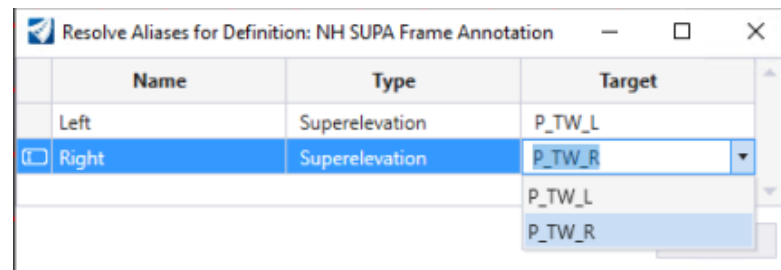 Resolve Aliases for Definition: NH SUPA Frame Annotation
Name Type Target
Left Superelevation P_TW_L
Right Superelevation P_TW_R
P_TW_L
P_TW_R